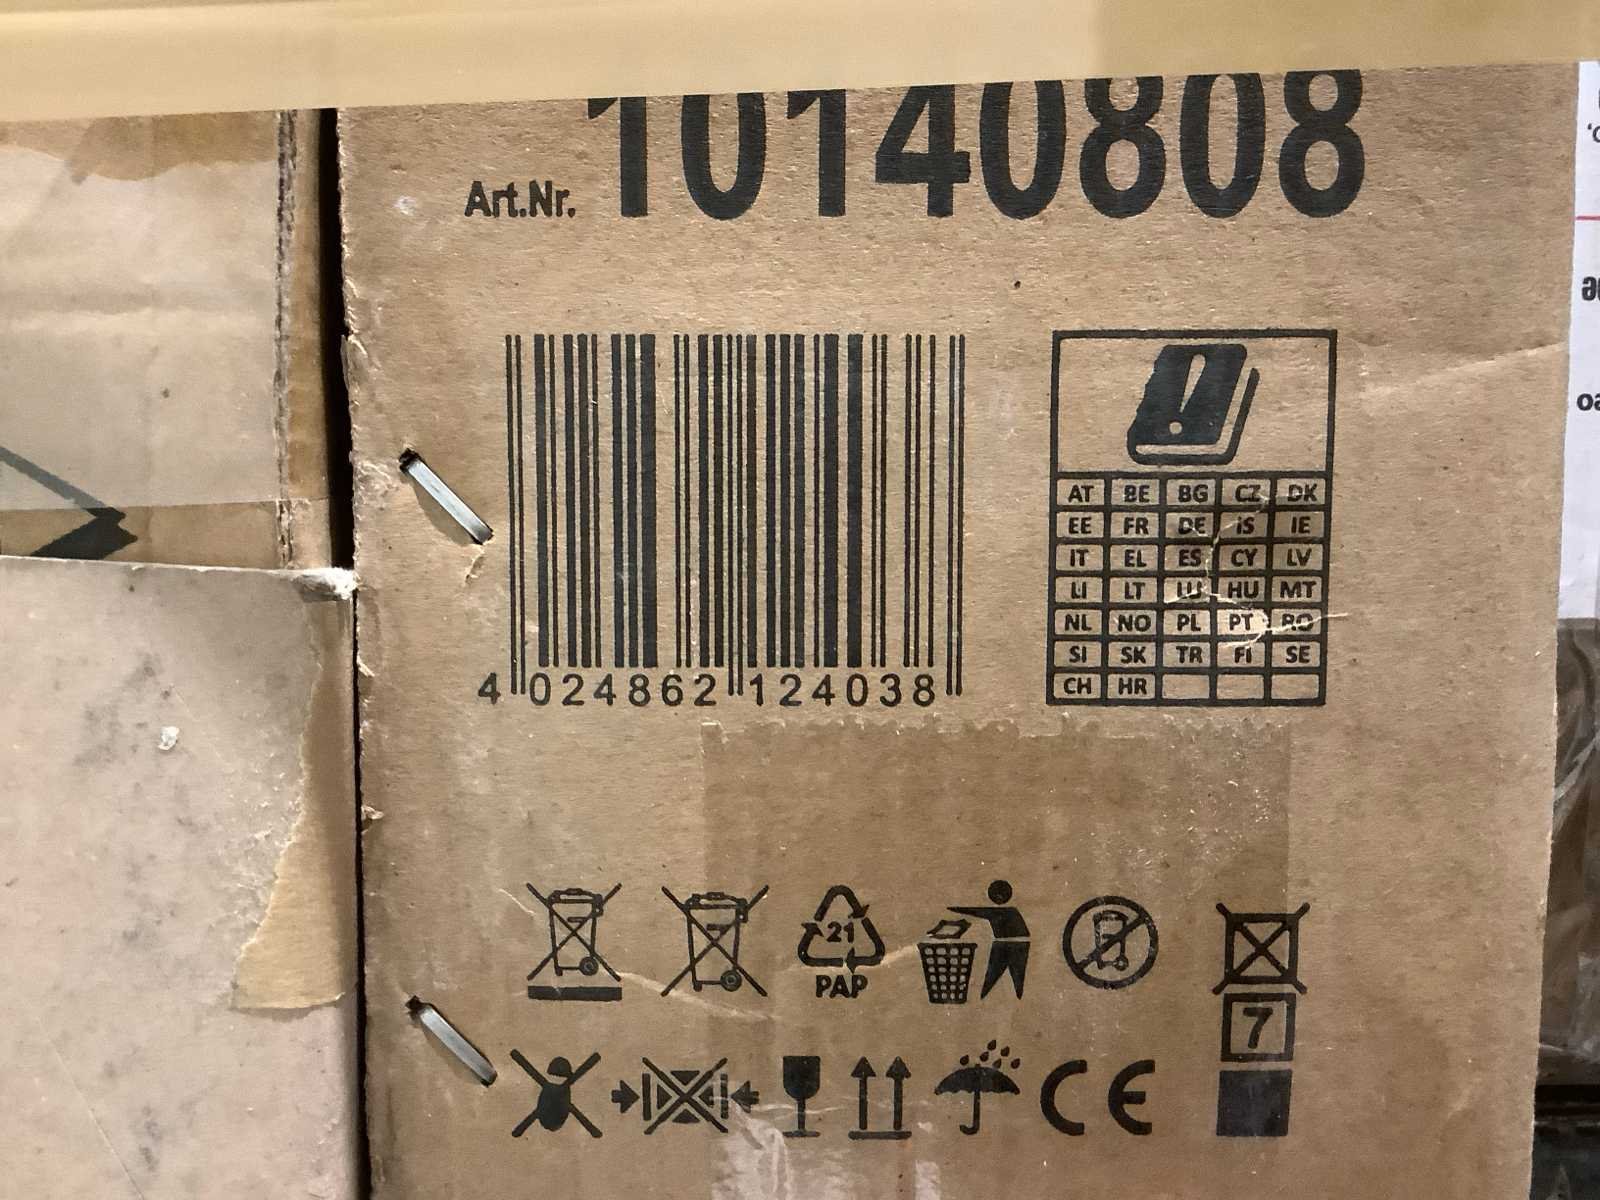 Art.Nr. 10140808
4 024862 124038
AT BE BG CZ DK
EE FR DE IS IE
IT EL ES CY LV
LI LT LU HU MT
NL NO PL PT RO
SI SK TR FI SE
CH HR
21
PAP
7
CE